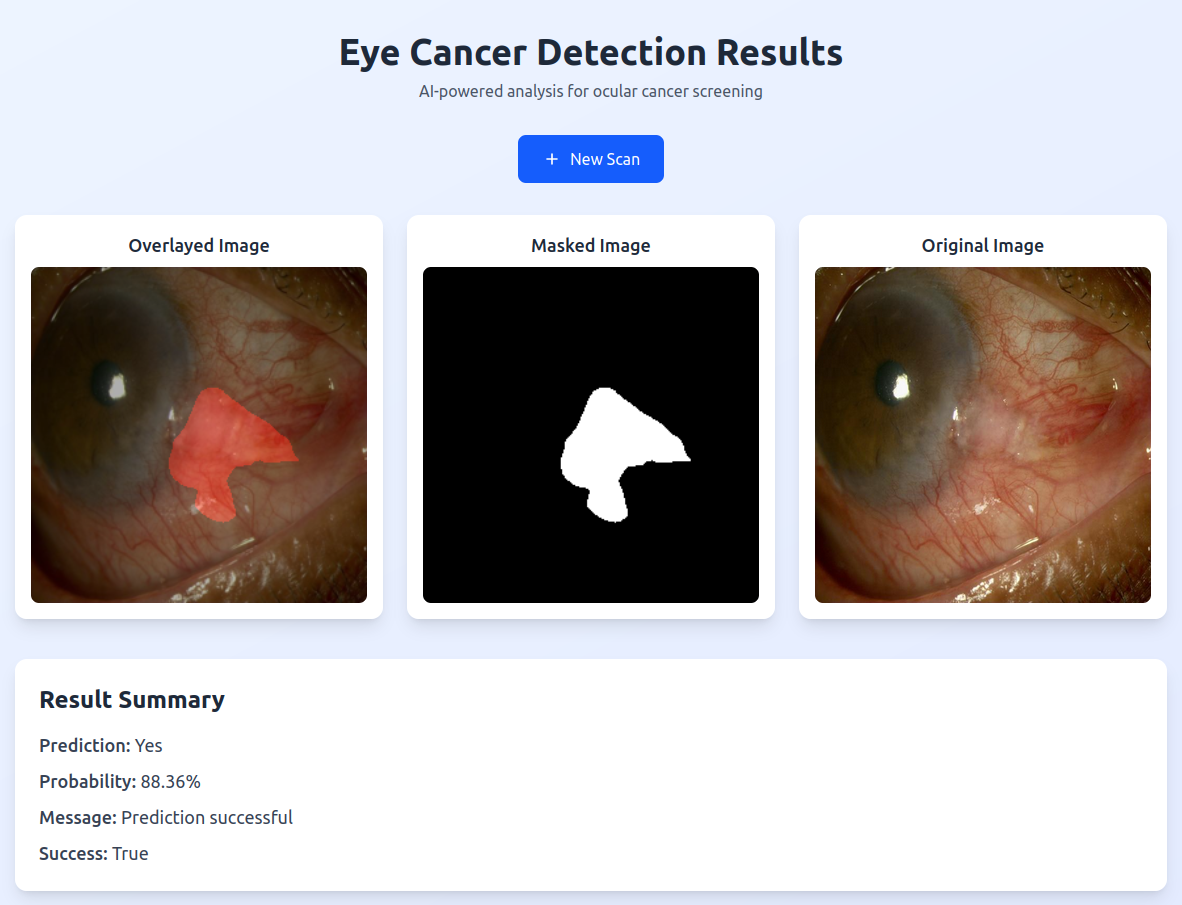 Eye Cancer Detection Results
AI-powered analysis for ocular cancer screening
+ New Scan
Overlayed Image
Masked Image
Original Image
Result Summary
Prediction: Yes
Probability: 88.36%
Message: Prediction successful
Success: True